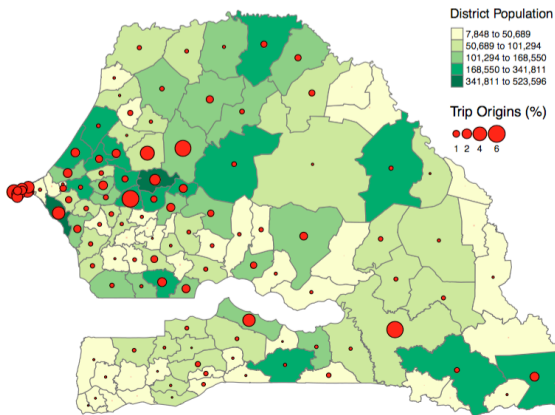 District Population
7,848 to 50,689
50,689 to 101,294
101,294 to 168,550
168,550 to 341,811
341,811 to 523,596
Trip Origins (%)
1 2 4 6